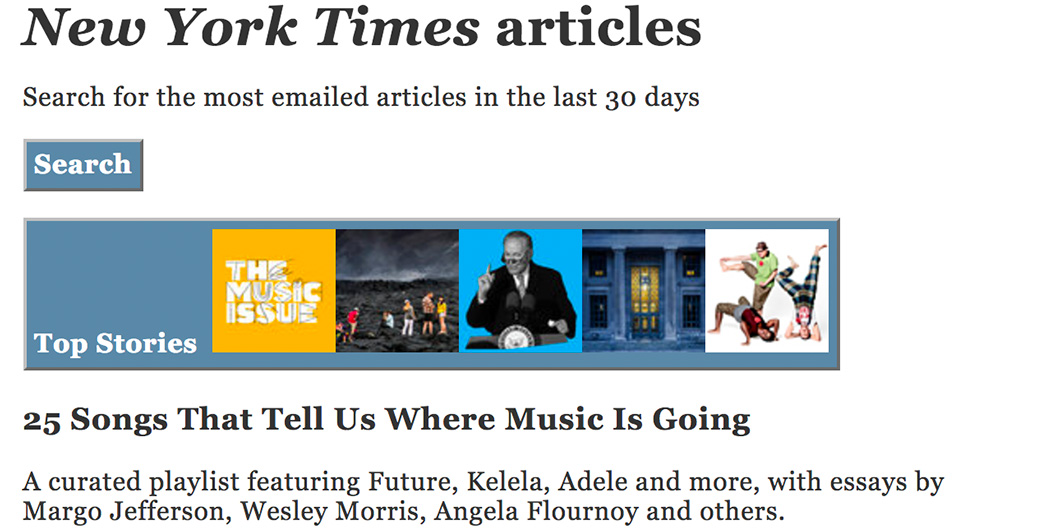 New York Times articles
Search for the most emailed articles in the last 30 days
Search
THE
MUSIC
ISSUE
Top Stories
25 Songs That Tell Us Where Music Is Going
A curated playlist featuring Future, Kelela, Adele and more, with essays by
Margo Jefferson, Wesley Morris, Angela Flournoy and others.